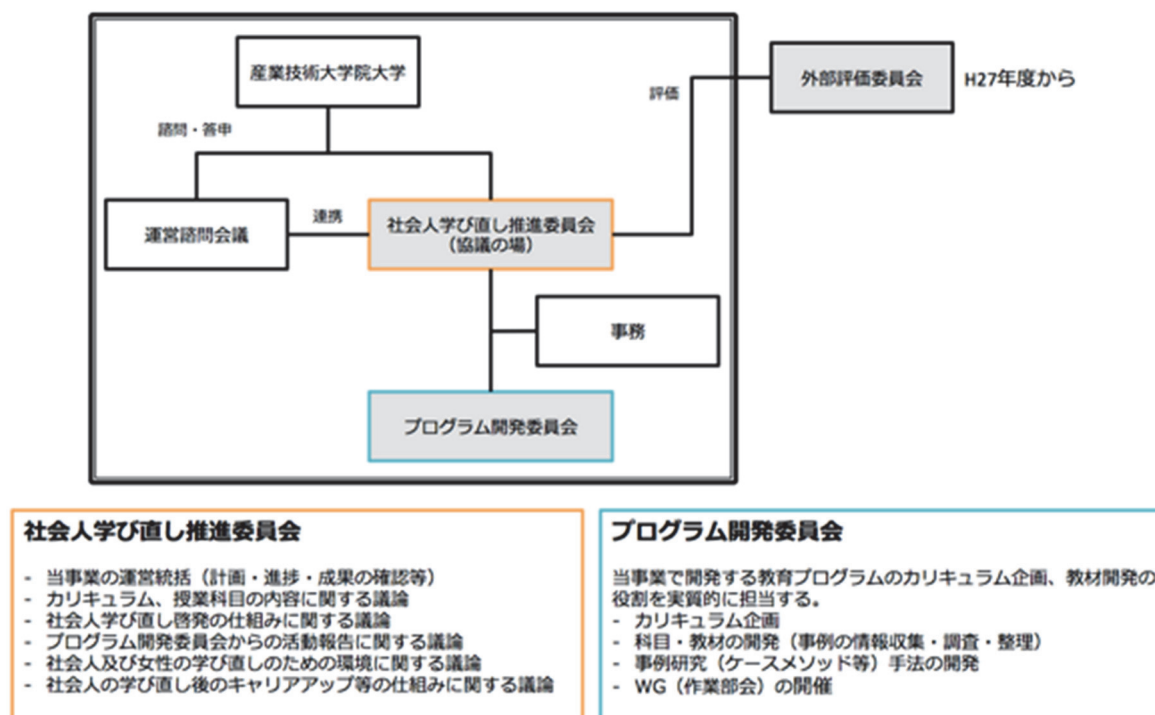 産業技術大学院大学
外部評価委員会
H27年度から
評価
諮問・答申
運営諮問会議
連携
社会人学び直し推進委員会
（協議の場）
事務
プログラム開発委員会
社会人学び直し推進委員会
- 当事業の運営統括（計画・進捗・成果の確認等）
- カリキュラム、授業科目の内容に関する議論
- 社会人学び直し啓発の仕組みに関する議論
- プログラム開発委員会からの活動報告に関する議論
- 社会人及び女性の学び直しのための環境に関する議論
- 社会人の学び直し後のキャリアアップ等の仕組みに関する議論
プログラム開発委員会
当事業で開発する教育プログラムのカリキュラム企画、教材開発の
役割を実質的に担当する。
- カリキュラム企画
- 科目・教材の開発（事例の情報収集・調査・整理）
- 事例研究（ケースメソッド等）手法の開発
- WG（作業部会）の開催